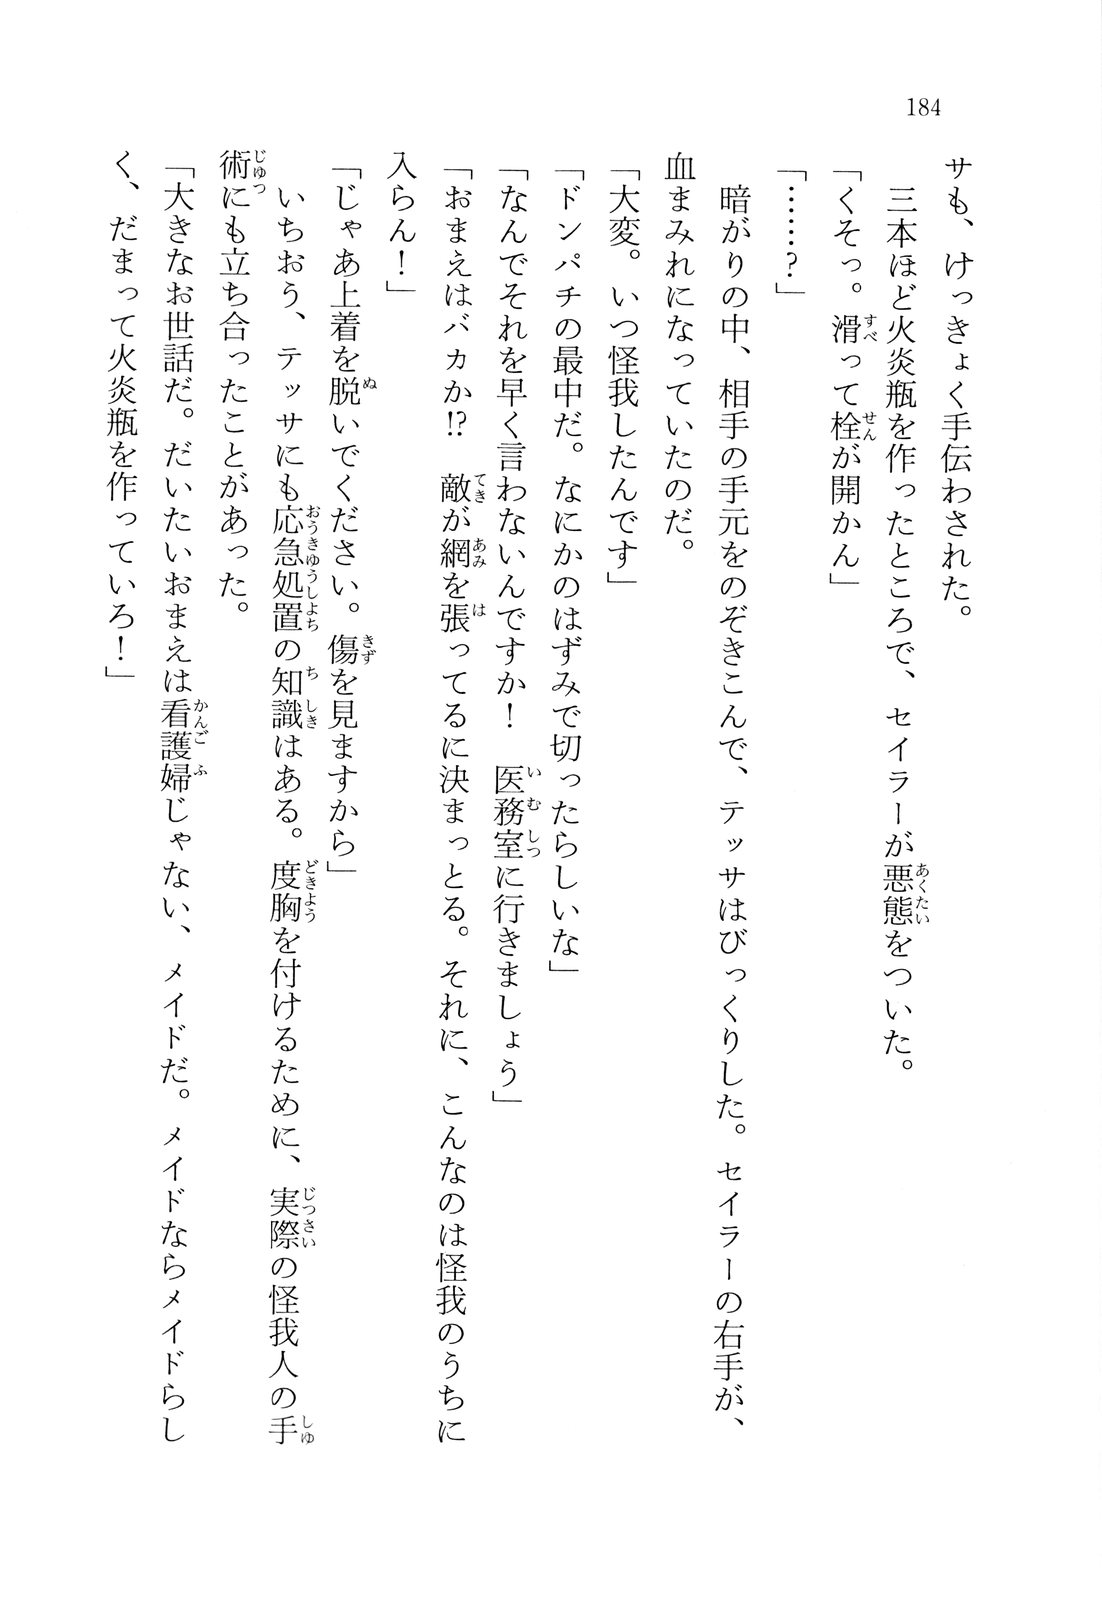 184
サも、けっきょく手伝わされた。
　三本ほど火炎瓶を作ったところで、セイラーが悪態をついた。
「くそっ。滑って栓が開かん」
「……?」
　暗がりの中、相手の手元をのぞきこんで、テッサはびっくりした。セイラーの右手が、
血まみれになっていたのだ。
「大変。いつ怪我したんです」
「ドンパチの最中だ。なにかのはずみで切ったらしいな」
「なんでそれを早く言わないんですか！　医務室に行きましょう」
「おまえはバカか!?　敵が網を張ってるに決まっとる。それに、こんなのは怪我のうちに
入らん！」
「じゃあ上着を脱いでください。傷を見ますから」
　いちおう、テッサにも応急処置の知識はある。度胸を付けるために、実際の怪我人の手
術にも立ち合ったことがあった。
「大きなお世話だ。だいたいおまえは看護婦じゃない、メイドだ。メイドならメイドらし
く、だまって火炎瓶を作っていろ！」